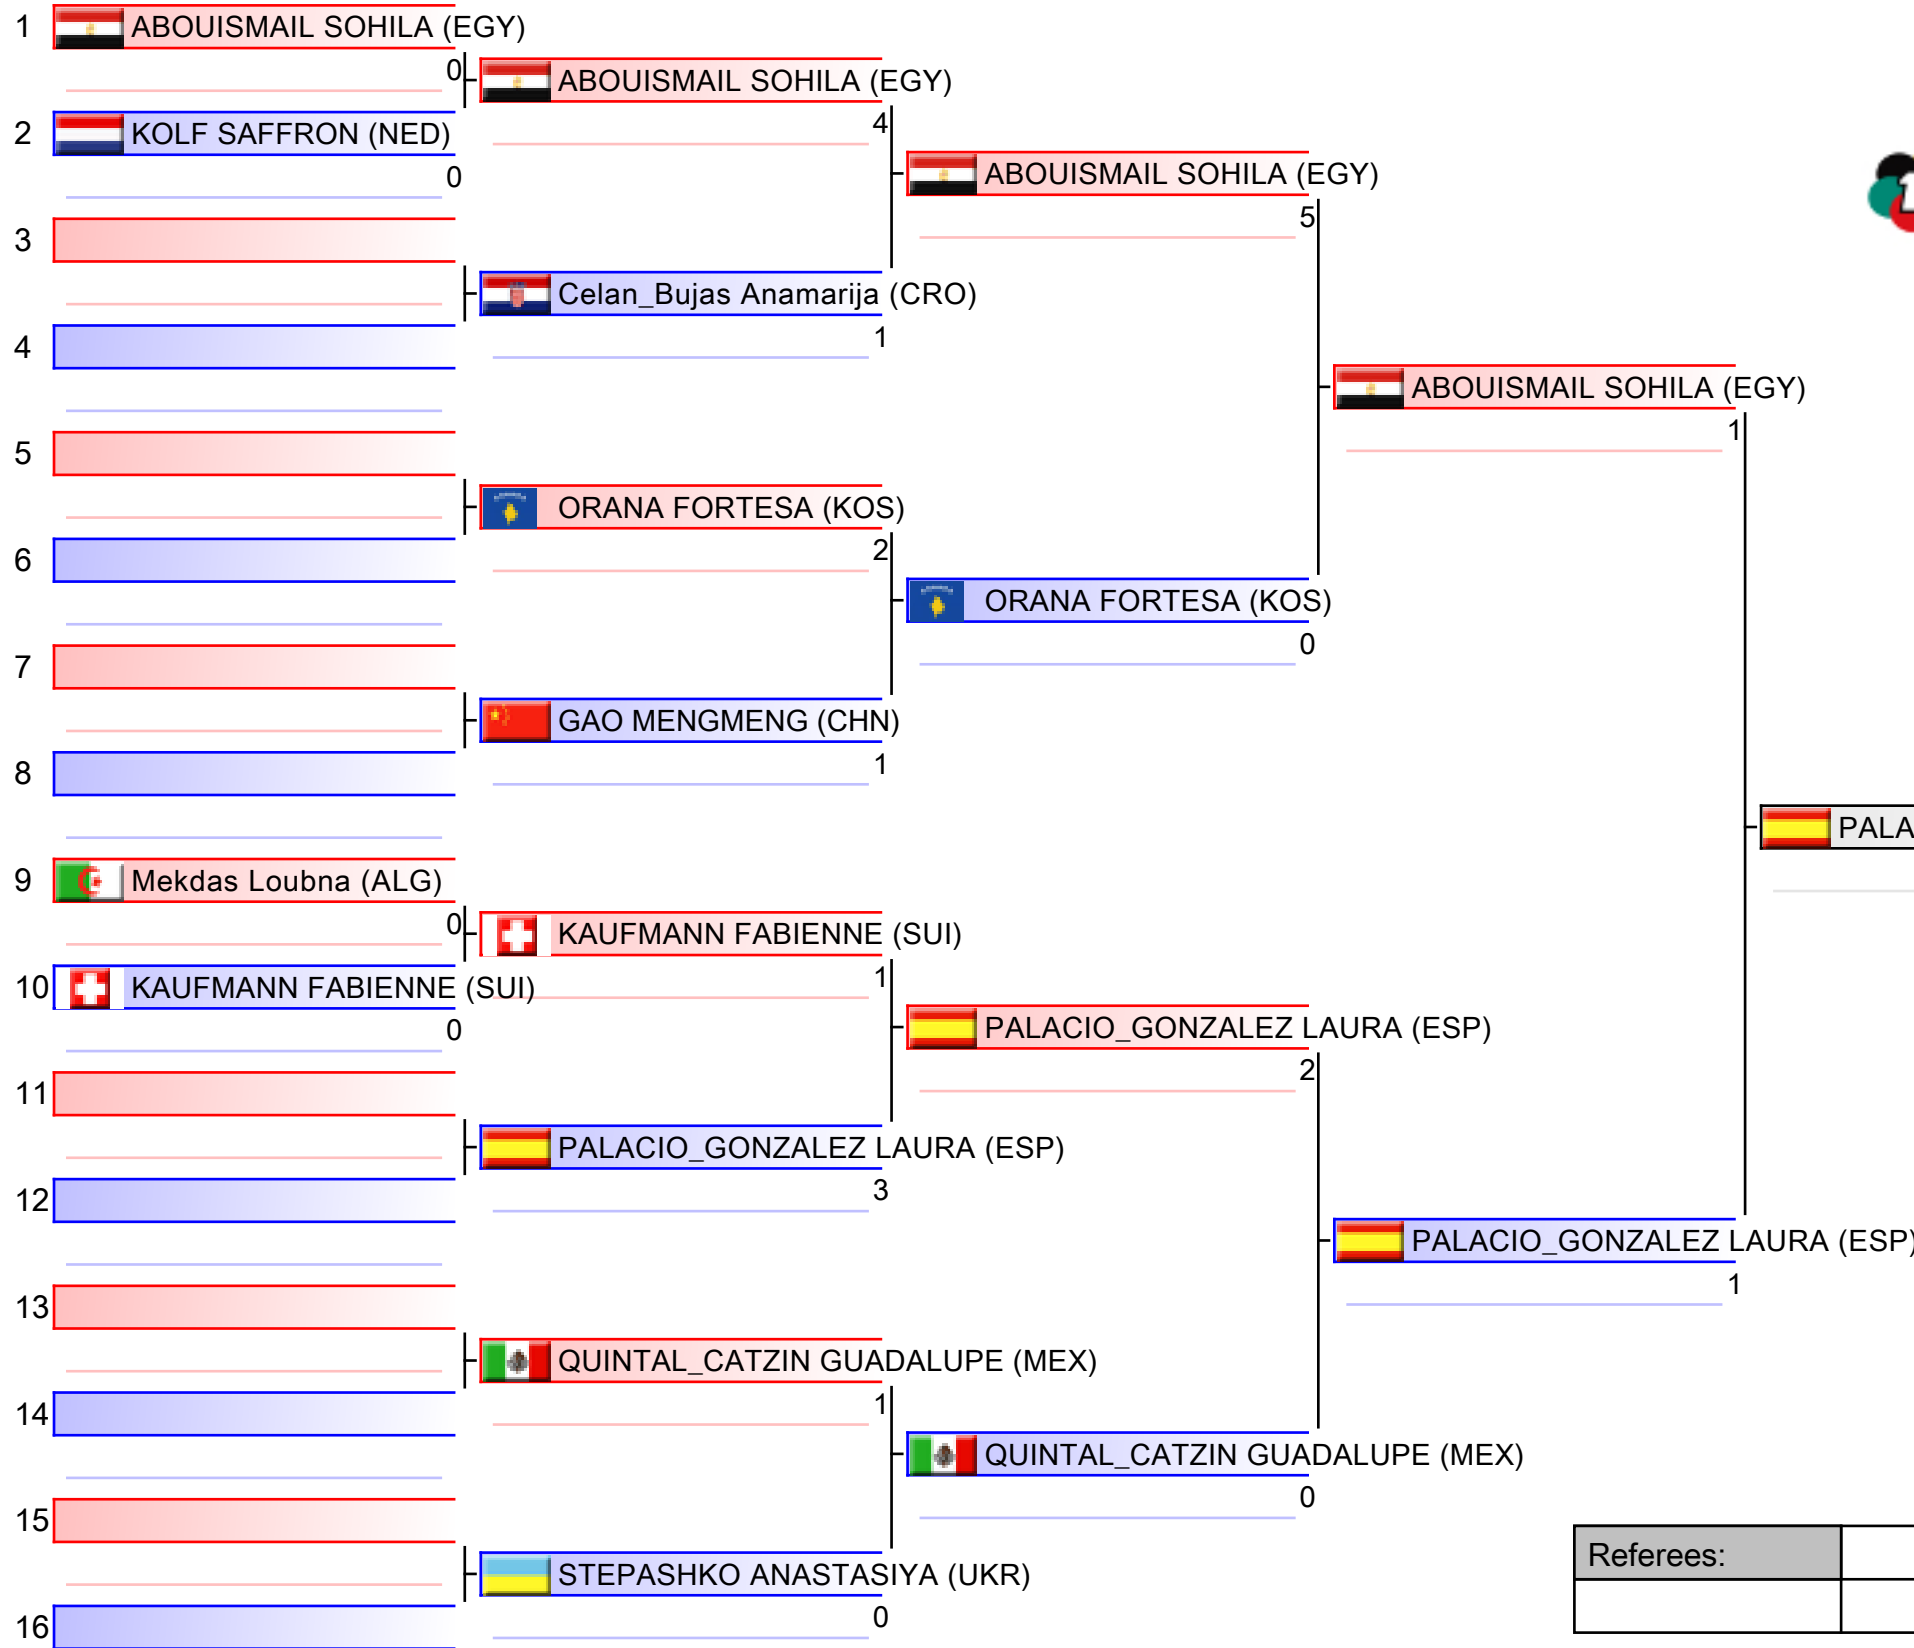 1 ABOUISMAIL SOHILA (EGY)
0
ABOUISMAIL SOHILA (EGY)
4
2 KOLF SAFFRON (NED)
0
ABOUISMAIL SOHILA (EGY)
5
3
Celan_Bujas Anamarija (CRO)
1
4
ABOUISMAIL SOHILA (EGY)
1
5
ORANA FORTESA (KOS)
2
6
ORANA FORTESA (KOS)
0
7
GAO MENGMENG (CHN)
1
8
PALA
9 Mekdas Loubna (ALG)
0
KAUFMANN FABIENNE (SUI)
1
10 KAUFMANN FABIENNE (SUI)
0
PALACIO_GONZALEZ LAURA (ESP)
2
11
PALACIO_GONZALEZ LAURA (ESP)
3
12
PALACIO_GONZALEZ LAURA (ESP)
1
13
QUINTAL_CATZIN GUADALUPE (MEX)
1
14
QUINTAL_CATZIN GUADALUPE (MEX)
0
15
STEPASHKO ANASTASIYA (UKR)
0
16
Referees: